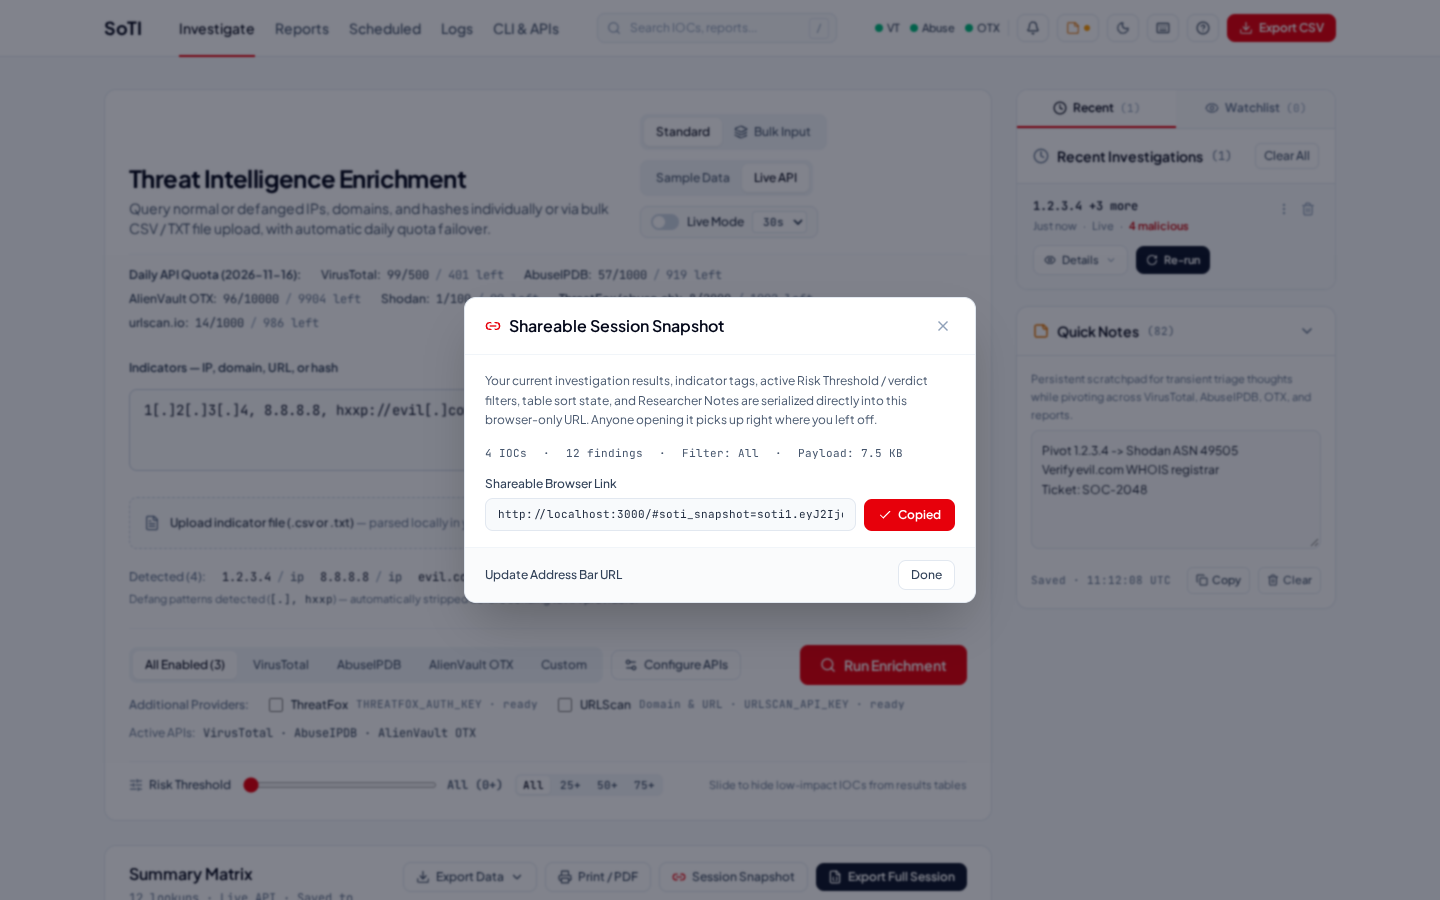 SoTI Investigate Reports Scheduled Logs CLI & APIs Search IOCs, reports... / VT Abuse OTX Export CSV
Standard Bulk Input
Sample Data Live API
Threat Intelligence Enrichment
Query normal or defanged IPs, domains, and hashes individually or via bulk
CSV / TXT file upload, with automatic daily quota failover.
Live Mode 30s
Daily API Quota (2026-11-16): VirusTotal: 99/500 / 401 left AbuseIPDB: 57/1000 / 919 left
AlienVault OTX: 96/10000 / 9904 left Shodan: 1/100
urlscan.io: 14/1000 / 986 left
Indicators — IP, domain, URL, or hash
1[.]2[.]3[.]4, 8.8.8.8, hxxp://evil[.]co
Upload indicator file (.csv or .txt) — parsed locally in
Detected (4): 1.2.3.4 / ip 8.8.8.8 / ip evil.co
Defang patterns detected ([.], hxxp) — automatically stripped
All Enabled (3) VirusTotal AbuseIPDB AlienVault OTX Custom Configure APIs Run Enrichment
Additional Providers: ThreatFox THREATFOX_AUTH_KEY · ready URLScan Domain & URL · URLSCAN_API_KEY · ready
Active APIs: VirusTotal · AbuseIPDB · AlienVault OTX
Risk Threshold All (0+) All 25+ 50+ 75+ Slide to hide low-impact IOCs from results tables
Summary Matrix Export Data Print / PDF Session Snapshot Export Full Session
12 lookups · Live API · Saved to
Recent (1) Watchlist (0)
Recent Investigations (1) Clear All
1.2.3.4 +3 more
Just now · Live · 4 malicious
Details Re-run
Quick Notes (82)
Persistent scratchpad for transient triage thoughts
while pivoting across VirusTotal, AbuseIPDB, OTX, and
reports.
Pivot 1.2.3.4 -> Shodan ASN 49505
Verify evil.com WHOIS registrar
Ticket: SOC-2048
Saved · 11:12:08 UTC Copy Clear
Shareable Session Snapshot
Your current investigation results, indicator tags, active Risk Threshold / verdict
filters, table sort state, and Researcher Notes are serialized directly into this
browser-only URL. Anyone opening it picks up right where you left off.
4 IOCs · 12 findings · Filter: All · Payload: 7.5 KB
Shareable Browser Link
http://localhost:3000/#soti_snapshot=soti1.eyJ2Ij Copied
Update Address Bar URL Done